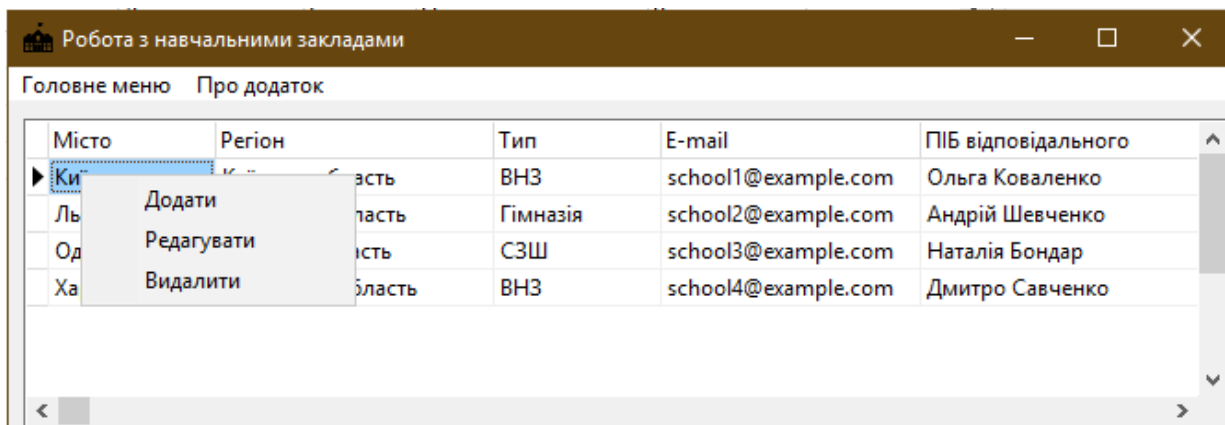 Робота з навчальними закладами
Головне меню Про додаток
Місто Регіон Тип E-mail ПІБ відповідального
ВНЗ school1@example.com Ольга Коваленко
Додати
Гімназія school2@example.com Андрій Шевченко
Редагувати
СЗШ school3@example.com Наталія Бондар
Видалити
ВНЗ school4@example.com Дмитро Савченко